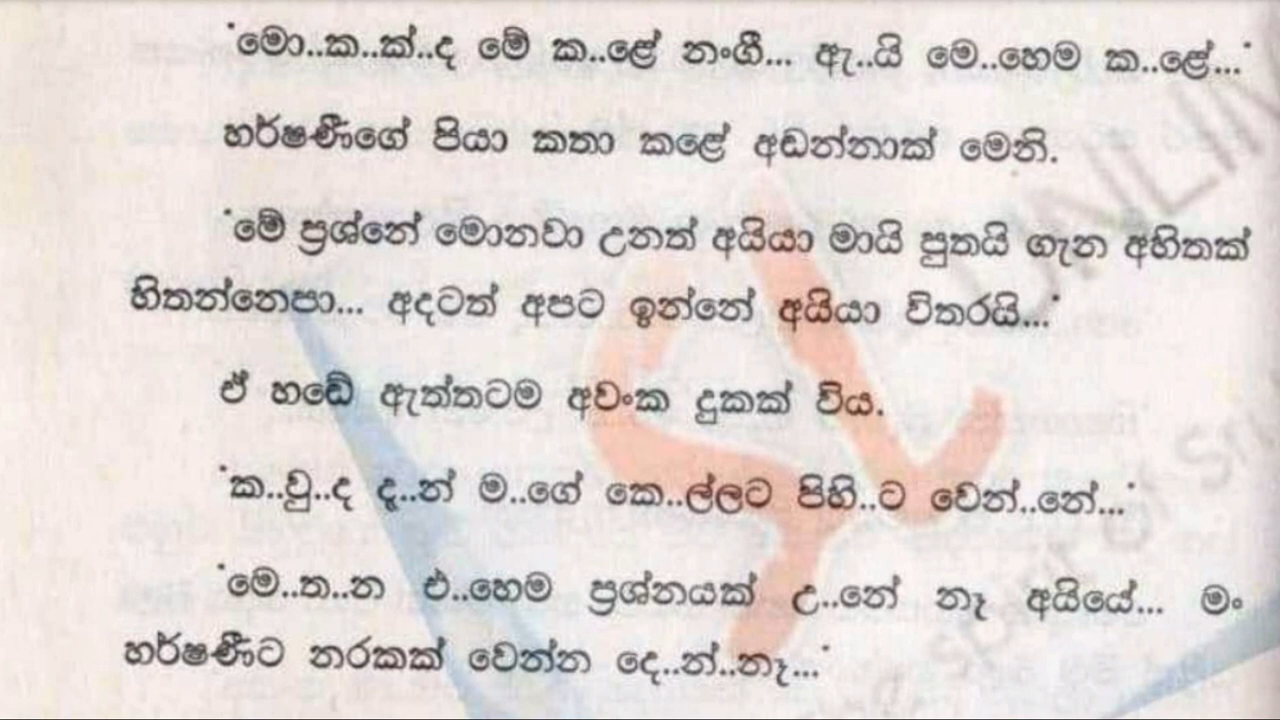 'මො..ක..ක්..ද මේ ක..ළේ නංගී... ඇ..යි මෙ..හෙම ක..ළේ...'
හර්ෂණීගේ පියා කතා කළේ අඩන්නාක් මෙනි.
'මේ ප්‍රශ්නේ මොනවා උනත් අයියා මායි පුතයි ගැන අහිතක්
හිතන්නෙපා... අදටත් අපට ඉන්නේ අයියා විතරයි...'
ඒ හඬේ ඇත්තටම අවංක දුකක් විය.
'ක..වු..ද දැ..න් ම..ගේ කෙ..ල්ලට පිහි..ට වෙන්..නේ...'
'මෙ..ත..න එ..හෙම ප්‍රශ්නයක් උ..නේ නෑ අයියේ... මං
හර්ෂණීට නරකක් වෙන්න දෙ..න්..නෑ...'